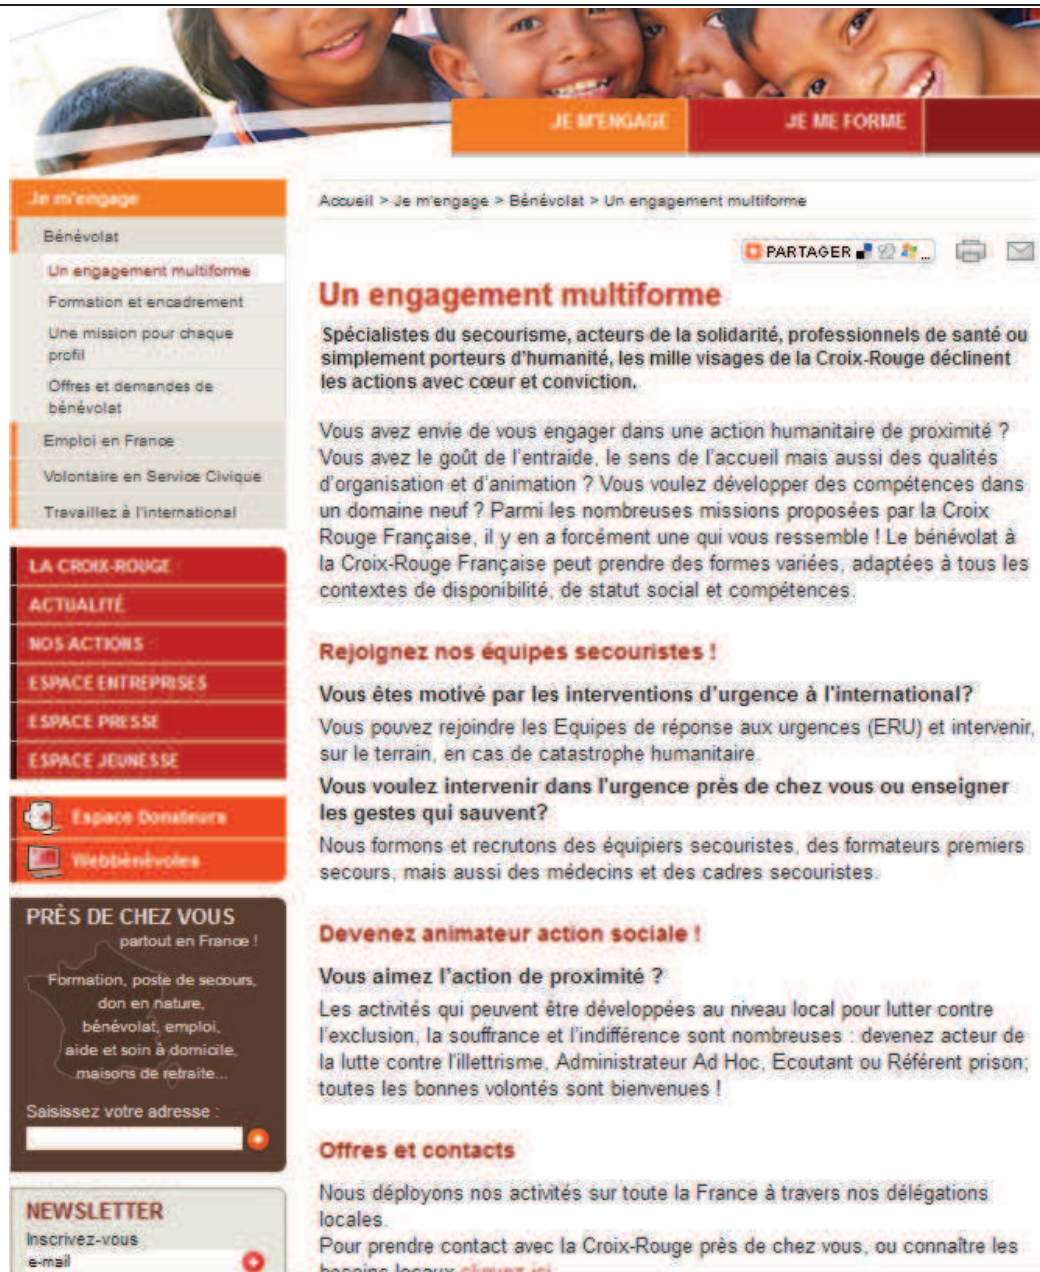 JE M'ENGAGE
JE ME FORME
Je m'engage
Bénévolat
Un engagement multiforme
Formation et encadrement
Une mission pour chaque
profil
Offres et demandes de
bénévolat
Emploi en France
Volontaire en Service Civique
Travaillez à l'international
LA CROIX-ROUGE
ACTUALITÉ
NOS ACTIONS
ESPACE ENTREPRISES
ESPACE PRESSE
ESPACE JEUNESSE
Espace Donateurs
Webbénévoles
PRÈS DE CHEZ VOUS
partout en France !
Formation, poste de secours,
don en nature,
bénévolat, emploi,
aide et soin à domicile,
maisons de retraite...
Saisissez votre adresse :
NEWSLETTER
Inscrivez-vous
e-mail
Accueil > Je m'engage > Bénévolat > Un engagement multiforme
PARTAGER ...
Un engagement multiforme
Spécialistes du secourisme, acteurs de la solidarité, professionnels de santé ou
simplement porteurs d'humanité, les mille visages de la Croix-Rouge déclinent
les actions avec cœur et conviction.
Vous avez envie de vous engager dans une action humanitaire de proximité ?
Vous avez le goût de l'entraide, le sens de l'accueil mais aussi des qualités
d'organisation et d'animation ? Vous voulez développer des compétences dans
un domaine neuf ? Parmi les nombreuses missions proposées par la Croix
Rouge Française, il y en a forcément une qui vous ressemble ! Le bénévolat à
la Croix-Rouge Française peut prendre des formes variées, adaptées à tous les
contextes de disponibilité, de statut social et compétences.
Rejoignez nos équipes secouristes !
Vous êtes motivé par les interventions d'urgence à l'international?
Vous pouvez rejoindre les Equipes de réponse aux urgences (ERU) et intervenir,
sur le terrain, en cas de catastrophe humanitaire.
Vous voulez intervenir dans l'urgence près de chez vous ou enseigner
les gestes qui sauvent?
Nous formons et recrutons des équipiers secouristes, des formateurs premiers
secours, mais aussi des médecins et des cadres secouristes.
Devenez animateur action sociale !
Vous aimez l'action de proximité ?
Les activités qui peuvent être développées au niveau local pour lutter contre
l'exclusion, la souffrance et l'indifférence sont nombreuses : devenez acteur de
la lutte contre l'illettrisme, Administrateur Ad Hoc, Ecoutant ou Référent prison;
toutes les bonnes volontés sont bienvenues !
Offres et contacts
Nous déployons nos activités sur toute la France à travers nos délégations
locales.
Pour prendre contact avec la Croix-Rouge près de chez vous, ou connaître les
besoins locaux cliquez ici